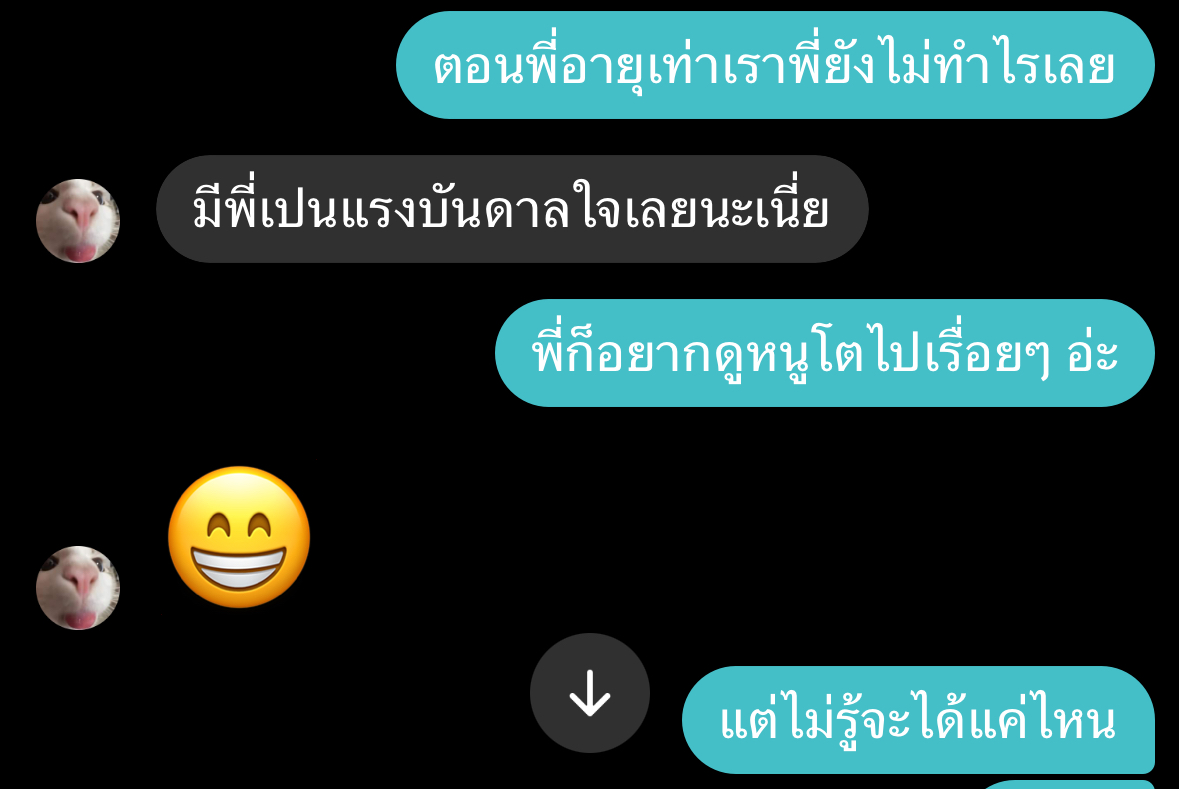 ตอนพี่อายุเท่าเราพี่ยังไม่ทำไรเลย
มีพี่เปนแรงบันดาลใจเลยนะเนี่ย
พี่ก็อยากดูหนูโตไปเรื่อยๆ อ่ะ
😁
แต่ไม่รู้จะได้แค่ไหน